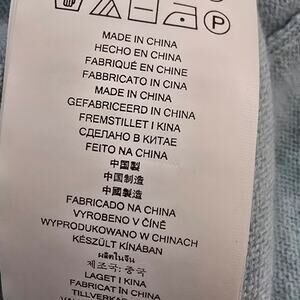 P
MADE IN CHINA
HECHO EN CHINA
FABRIQUÉ EN CHINE
FABBRICATO IN CINA
MADE IN CHINA
GEFABRICEERD IN CHINA
FREMSTILLET I KINA
СДЕЛАНО В КИТАЕ
FEITO NA CHINA
中国製
中国制造
中國製造
FABRICADO NA CHINA
VYROBENO V ČÍNĚ
WYPRODUKOWANO W CHINACH
KÉSZÜLT KÍNÁBAN
ผลิตในจีน
제조국: 중국
LAGET I KINA
FABRICAT IN CHINA